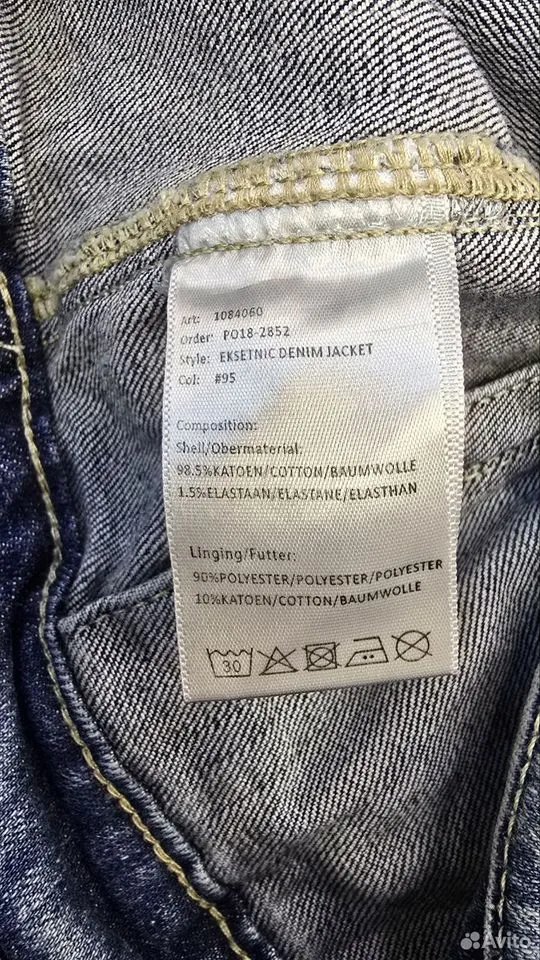 Art: 1084060
Order: PO18-2852
Style: EKSETNIC DENIM JACKET
Col: #95
Composition:
Shell/Obermaterial:
98.5%KATOEN/COTTON/BAUMWOLLE
1.5%ELASTAAN/ELASTANE/ELASTHAN
Linging/Futter:
90%POLYESTER/POLYESTER/POLYESTER
10%KATOEN/COTTON/BAUMWOLLE
30
Avito